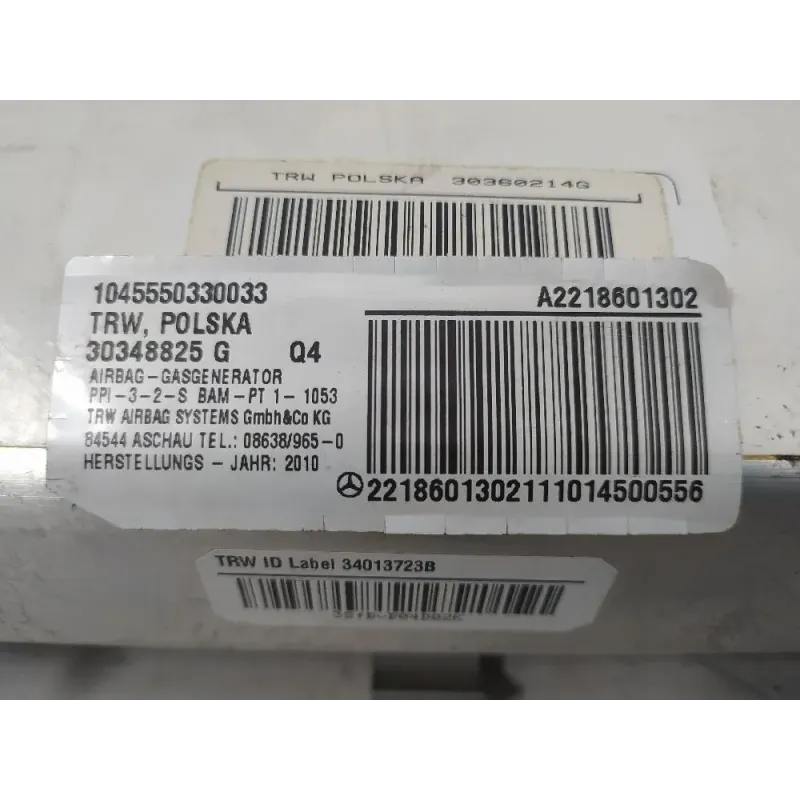 TRW POLSKA 30360214G
1045550330033
A2218601302
TRW, POLSKA
30348825 G Q4
AIRBAG-GASGENERATOR
PPI-3-2-S BAM-PT 1- 1053
TRW AIRBAG SYSTEMS Gmbh&Co KG
84544 ASCHAU TEL.: 08638/965-0
HERSTELLUNGS - JAHR: 2010
2218601302111014500556
TRW ID Label 34013723B